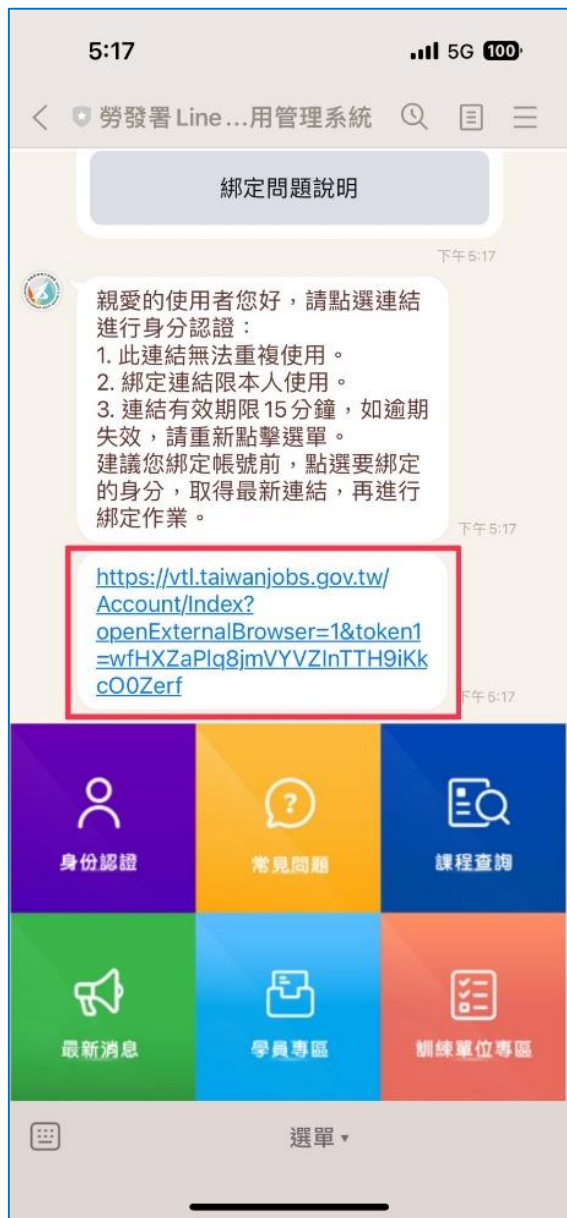 5:17
5G 100
勞發署Line…用管理系統
綁定問題說明
下午5:17
親愛的使用者您好，請點選連結
進行身分認證：
1. 此連結無法重複使用。
2. 綁定連結限本人使用。
3. 連結有效期限15分鐘，如逾期
失效，請重新點擊選單。
建議您綁定帳號前，點選要綁定
的身分，取得最新連結，再進行
綁定作業。
下午5:17
https://vtl.taiwanjobs.gov.tw/
Account/Index?
openExternalBrowser=1&token1
=wfHXZaPlq8jmVYVZlnTTH9iKk
cO0Zerf
下午5:17
身份認證
常見問題
課程查詢
最新消息
學員專區
訓練單位專區
選單